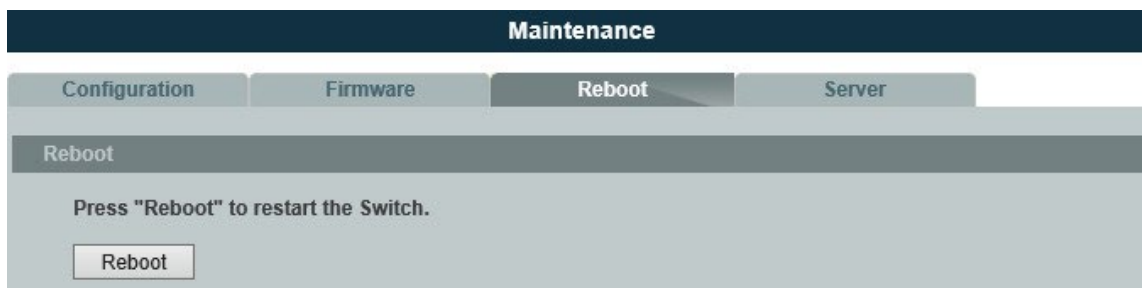 Maintenance
Configuration Firmware Reboot Server
Reboot
Press "Reboot" to restart the Switch.
Reboot